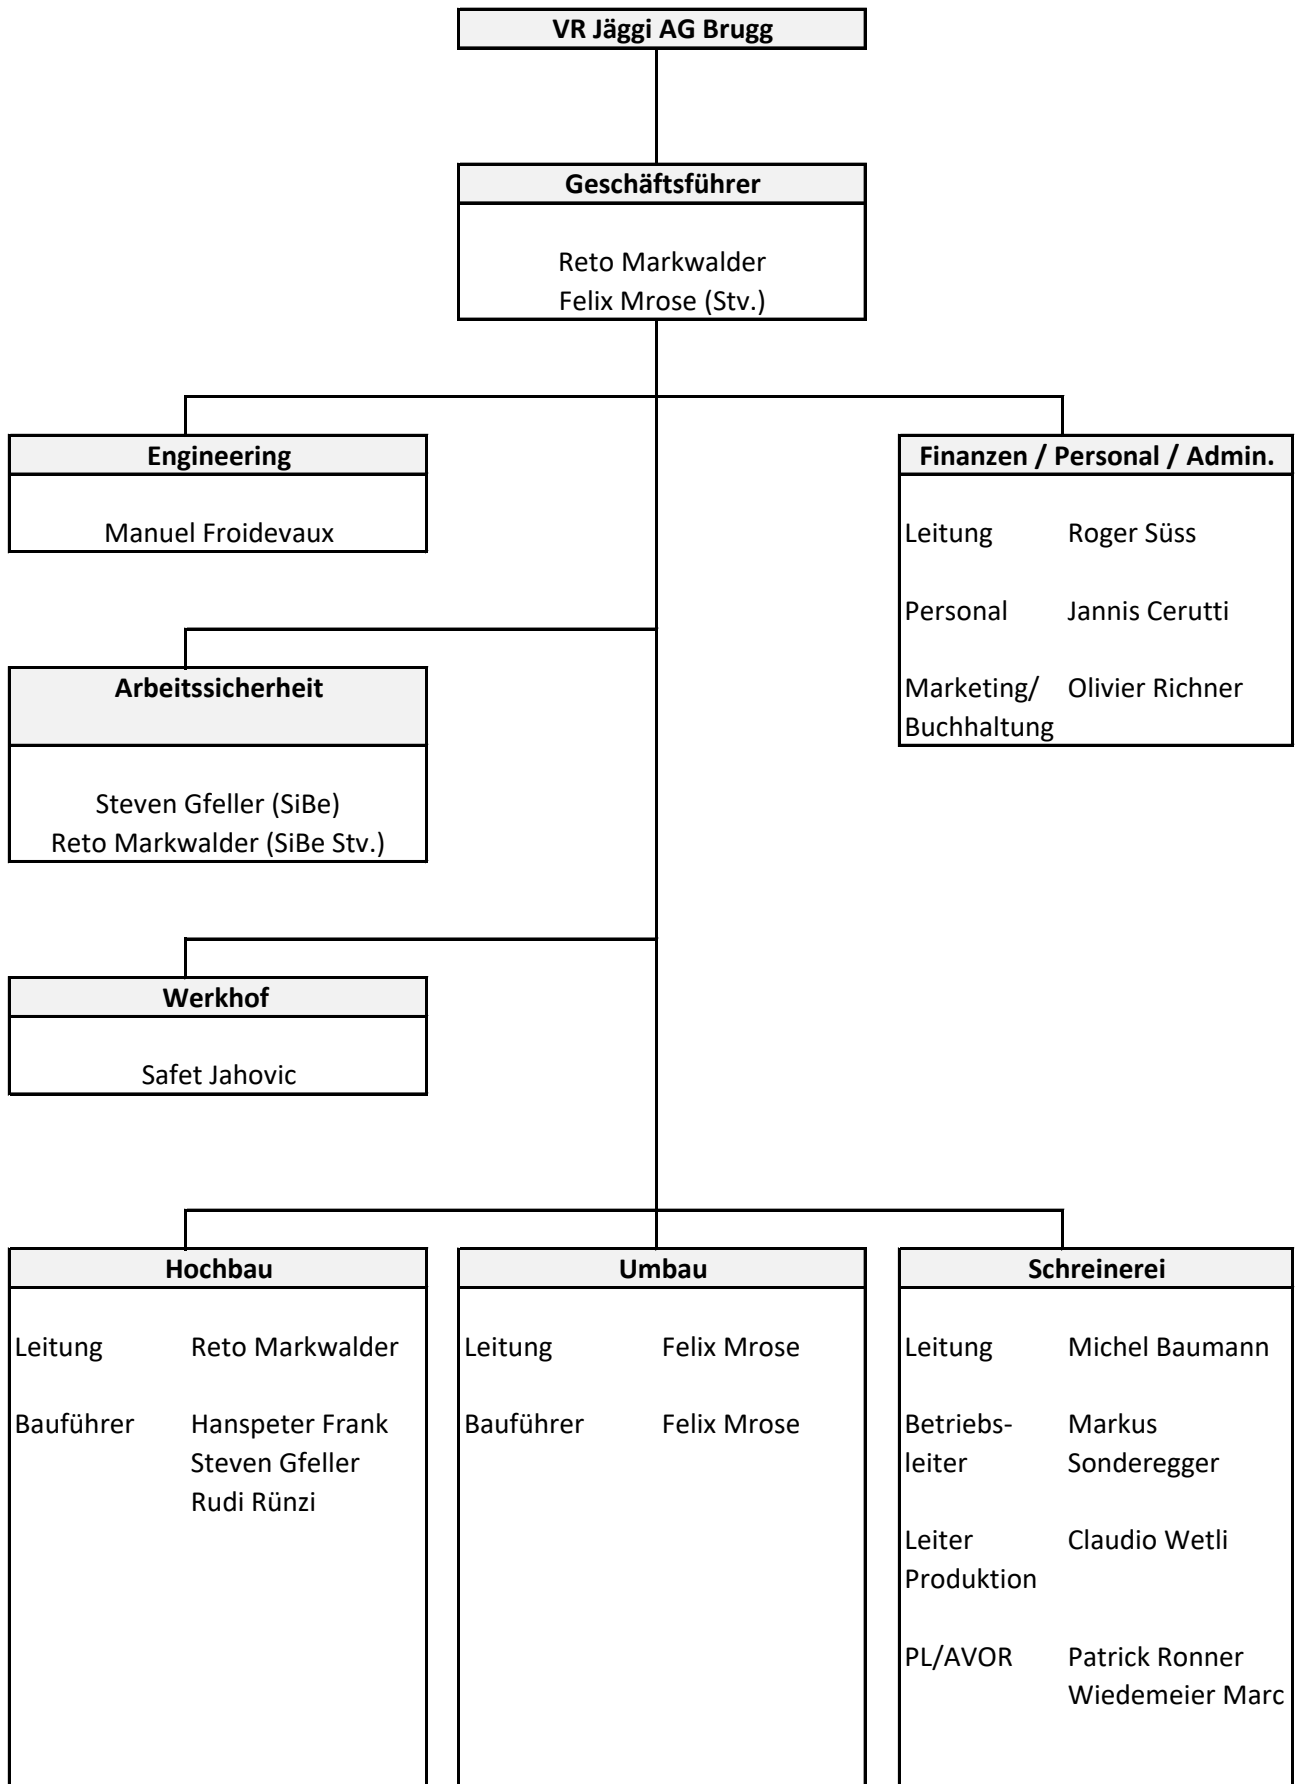 VR Jäggi AG Brugg
Geschäftsführer
Reto Markwalder
Felix Mrose (Stv.)
Engineering
Manuel Froidevaux
Finanzen / Personal / Admin.
Leitung Roger Süss
Personal Jannis Cerutti
Marketing/ Olivier Richner
Buchhaltung
Arbeitssicherheit
Steven Gfeller (SiBe)
Reto Markwalder (SiBe Stv.)
Werkhof
Safet Jahovic
Hochbau
Leitung Reto Markwalder
Bauführer Hanspeter Frank
Steven Gfeller
Rudi Rünzi
Umbau
Leitung Felix Mrose
Bauführer Felix Mrose
Schreinerei
Leitung Michel Baumann
Betriebs- Markus
leiter Sonderegger
Leiter Claudio Wetli
Produktion
PL/AVOR Patrick Ronner
Wiedemeier Marc